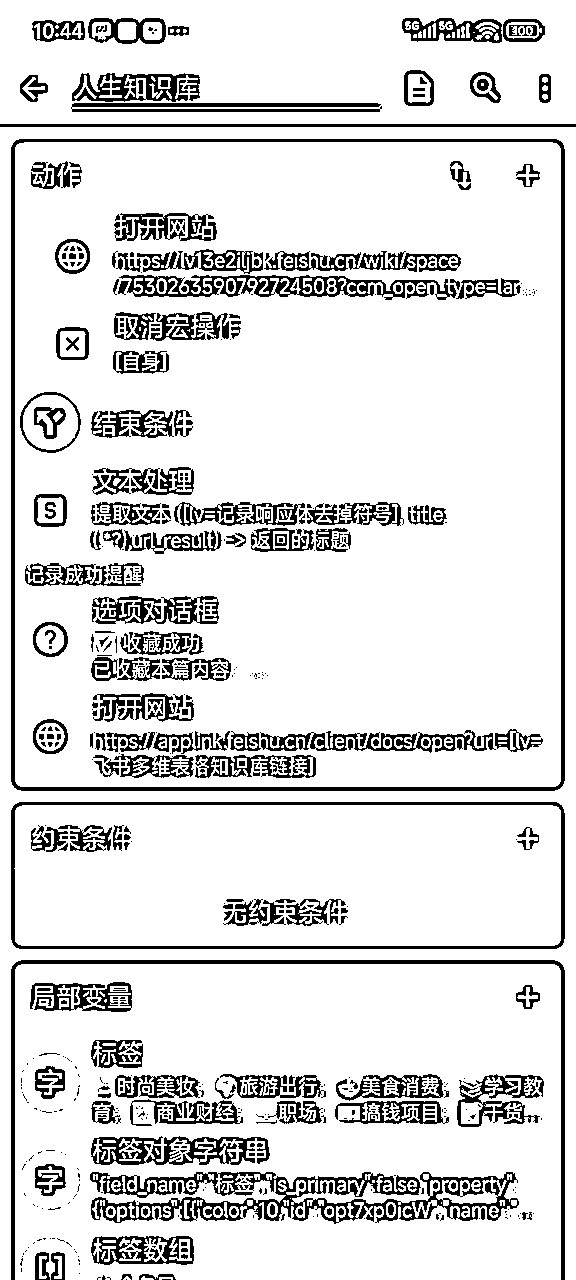 10:44
人生知识库
动作
打开网站
https://lv13e2iljbk.feishu.cn/wiki/space
/7530263590792724508?ccm_open_type=lar...
取消宏操作
[自身]
结束条件
文本处理
提取文本 ([lv=记录响应体去掉符号], title
url_result) => 返回的标题
记录成功提醒
选项对话框
收藏成功
已收藏本篇内容
打开网站
https://applink.feishu.cn/client/docs/open?url=[lv=
飞书多维表格知识库链接]
约束条件
无约束条件
局部变量
标签
时尚美妆; 旅游出行; 美食消费; 学习教
育; 商业财经; 职场; 搞钱项目; 干货...
标签对象字符串
"field_name":"标签","is_primary":false,"property":
{"options":[{"color":10,"id":"opt7xp0icW","name":"...
标签数组